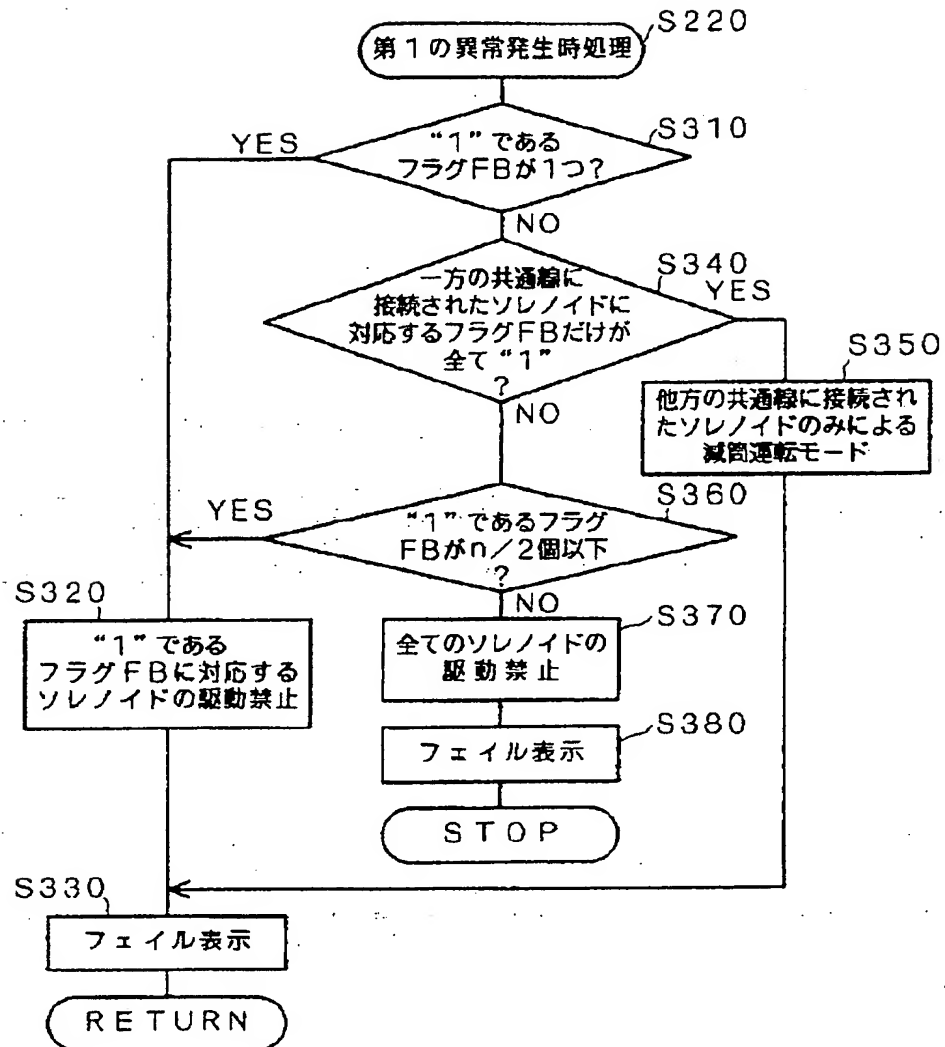 S220
第1の異常発生時処理
S310
YES
“1”である
フラグFBが1つ?
NO
S340
YES
一方の共通線に
接続されたソレノイドに
対応するフラグFBだけが
全て“1”
?
NO
S350
他方の共通線に接続され
たソレノイドのみによる
減筒運転モード
S360
YES
“1”であるフラグ
FBがn/2個以下
?
NO
S320
“1”である
フラグFBに対応する
ソレノイドの駆動禁止
S370
全てのソレノイドの
駆動禁止
S380
フェイル表示
STOP
S330
フェイル表示
RETURN